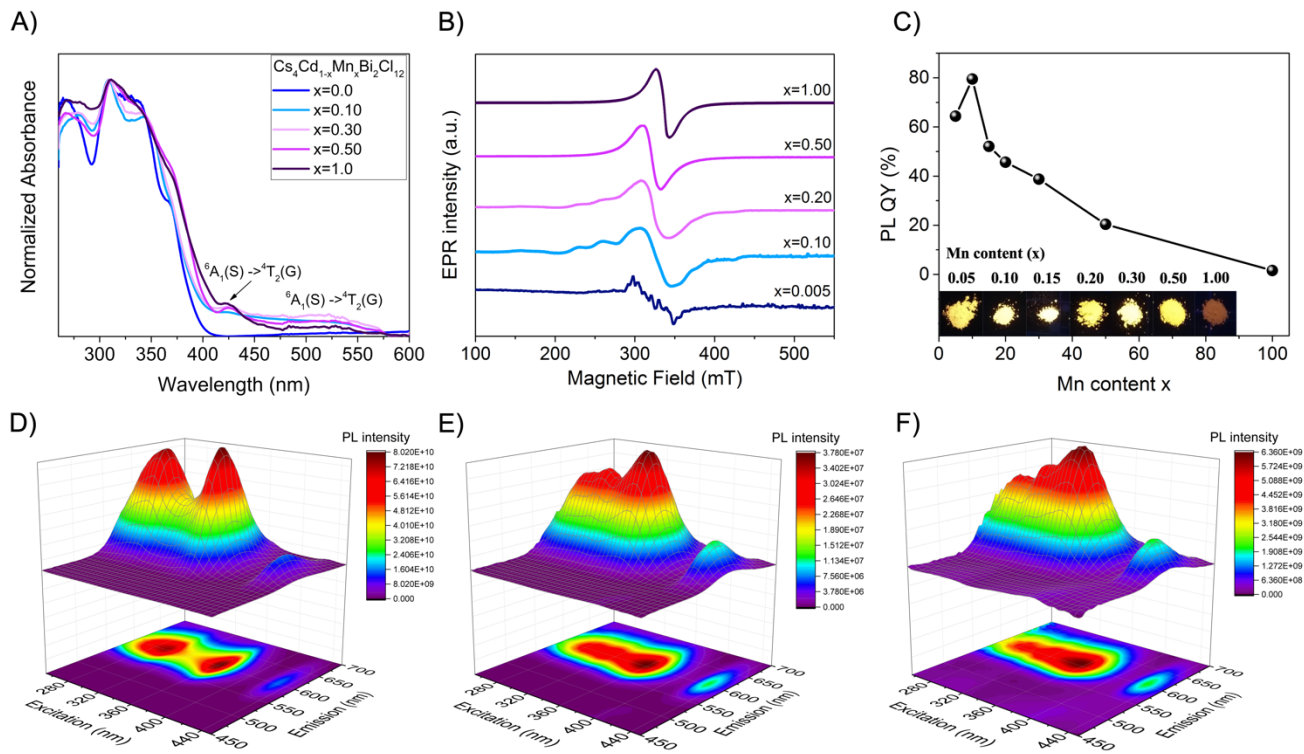 A)
Normalized Absorbance
Cs₄Cd₁₋ₓMnₓBi₂Cl₁₂
x=0.0
x=0.10
x=0.30
x=0.50
x=1.0
⁶A₁(S) ->⁴T₂(G)
⁶A₁(S) ->⁴T₂(G)
300 350 400 450 500 550 600
Wavelength (nm)
B)
EPR intensity (a.u.)
x=1.00
x=0.50
x=0.20
x=0.10
x=0.005
100 200 300 400 500
Magnetic Field (mT)
C)
PL QY (%)
80
60
40
20
0
Mn content (x)
0.05 0.10 0.15 0.20 0.30 0.50 1.00
0 20 40 60 80 100
Mn content x
D)
PL intensity
8.020E+10
7.218E+10
6.416E+10
5.614E+10
4.812E+10
4.010E+10
3.208E+10
2.406E+10
1.604E+10
8.020E+09
0.000
280 320 360 400 440
Excitation (nm)
450 500 550 600 650 700
Emission (nm)
E)
PL intensity
3.780E+07
3.402E+07
3.024E+07
2.646E+07
2.268E+07
1.890E+07
1.512E+07
1.134E+07
7.560E+06
3.780E+06
0.000
280 320 360 400 440
Excitation (nm)
450 500 550 600 650 700
Emission (nm)
F)
PL intensity
6.360E+09
5.724E+09
5.088E+09
4.452E+09
3.816E+09
3.180E+09
2.544E+09
1.908E+09
1.272E+09
6.360E+08
0.000
280 320 360 400 440
Excitation (nm)
450 500 550 600 650 700
Emission (nm)